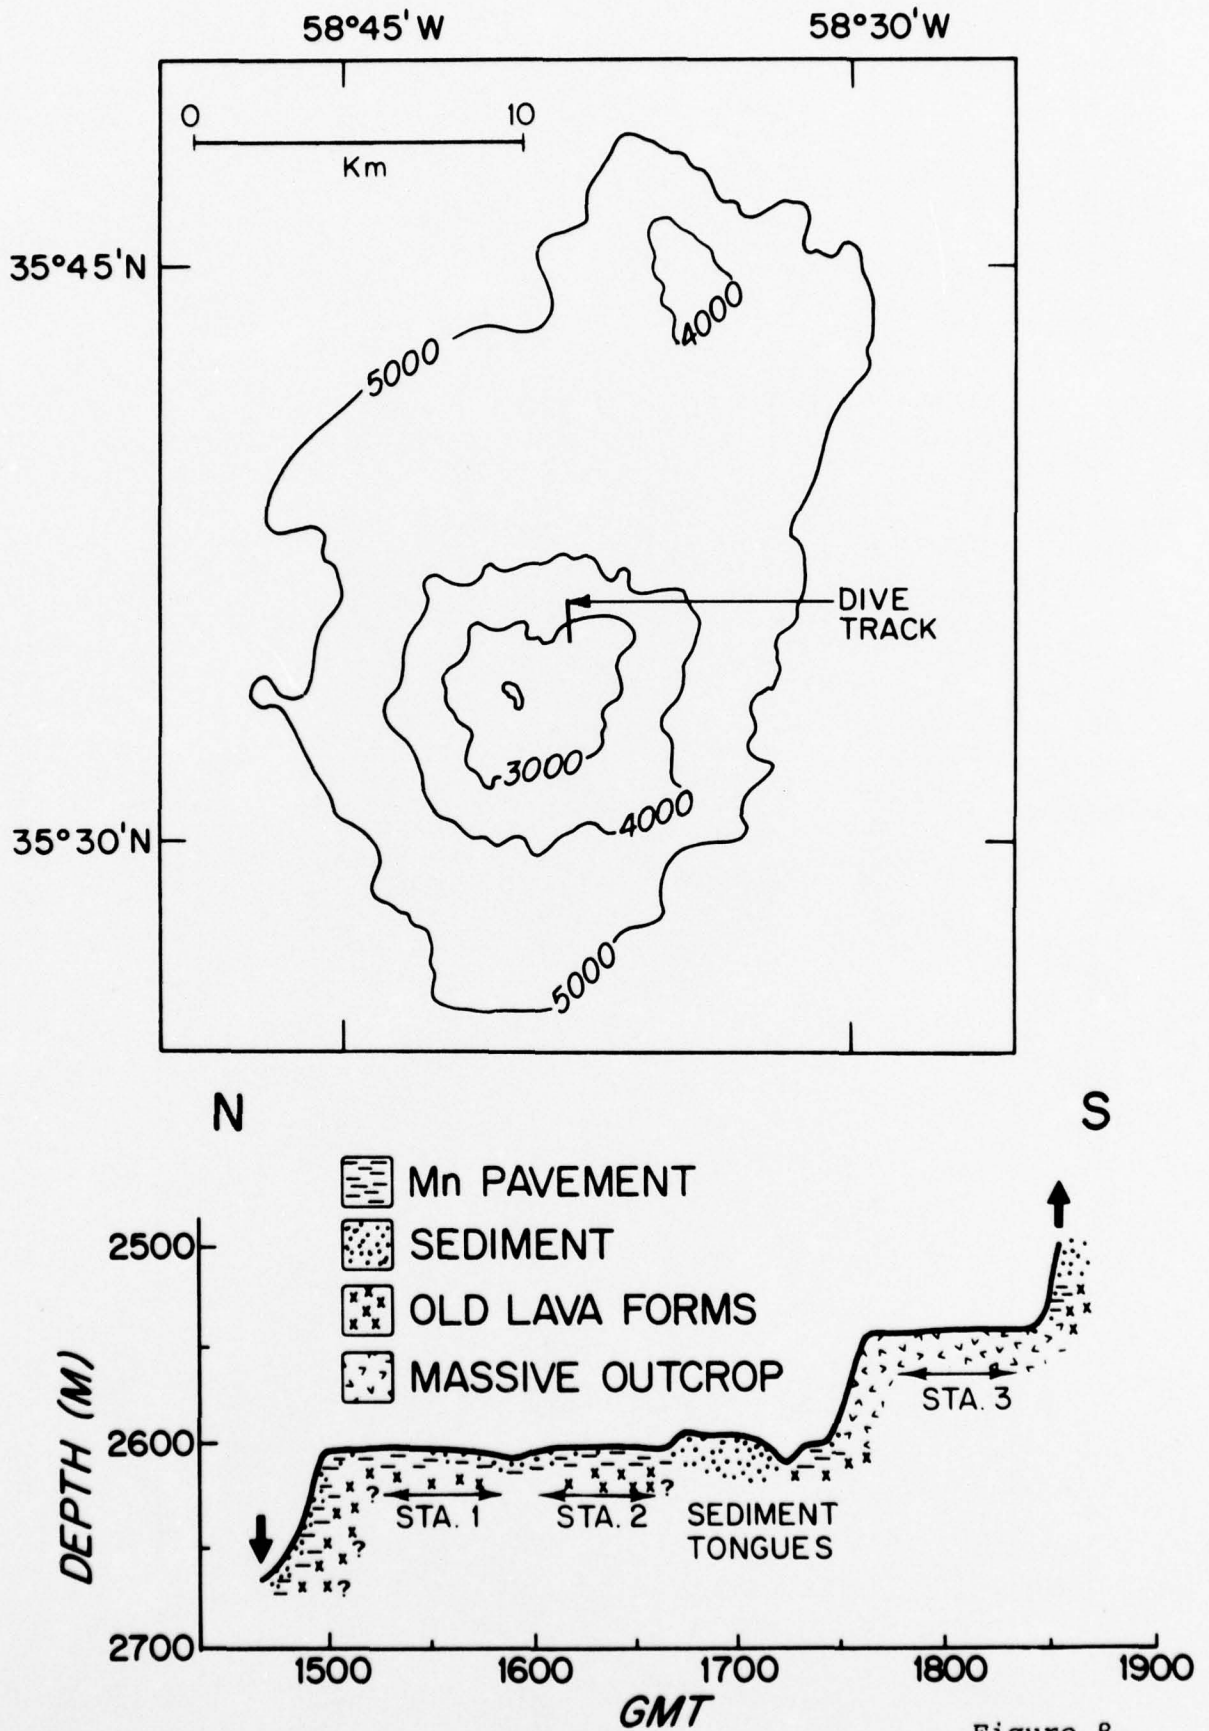 58°45'W
58°30'W
0
10
Km
35°45'N
4000
5000
DIVE
TRACK
3000
4000
35°30'N
5000
N
S
Mn PAVEMENT
SEDIMENT
OLD LAVA FORMS
MASSIVE OUTCROP
2500
2600
2700
DEPTH (M)
STA. 3
?
STA. 1
STA. 2
?
SEDIMENT
TONGUES
?
?
1500
1600
1700
1800
1900
GMT
Figure 8